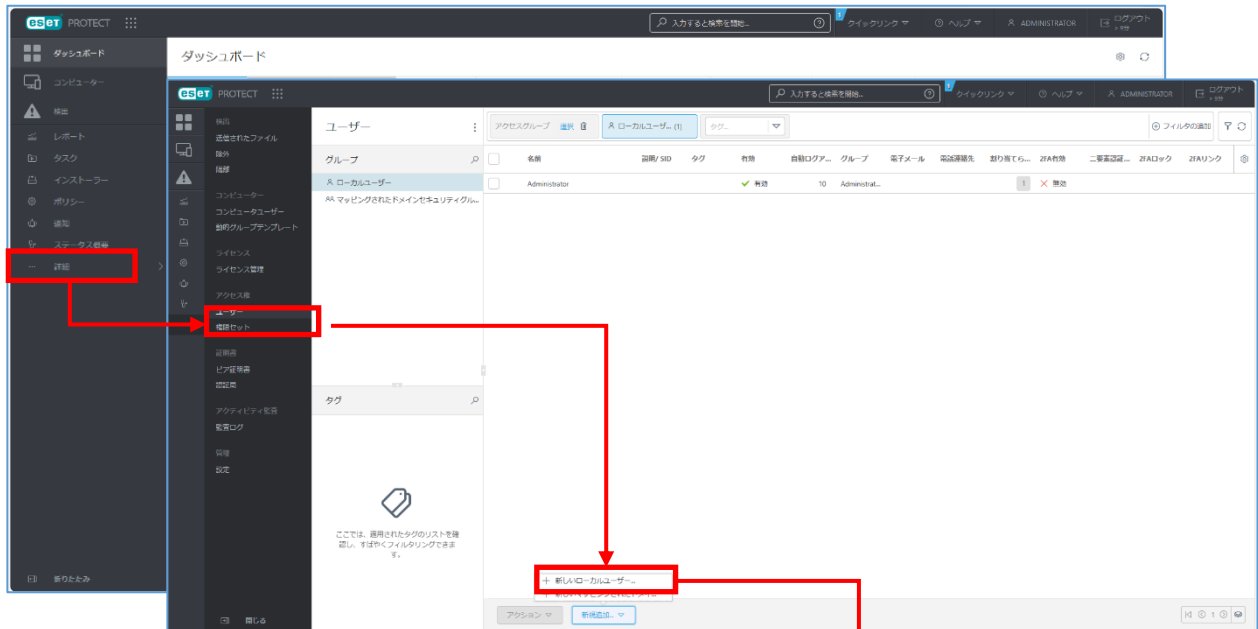 eset PROTECT
入力すると検索を開始...
クイックリンク
ヘルプ
ADMINISTRATOR
ログアウト
ダッシュボード
コンピューター
検出
レポート
タスク
インストーラー
ポリシー
通知
ステータス概要
詳細
折りたたみ
ダッシュボード
eset PROTECT
入力すると検索を開始...
クイックリンク
ヘルプ
ADMINISTRATOR
ログアウト
検出
送信されたファイル
除外
隔離
コンピューター
コンピュータユーザー
動的グループテンプレート
ライセンス
ライセンス管理
アクセス権
ユーザー
権限セット
証明書
ピア証明書
認証局
アクティビティ監査
監査ログ
管理
設定
閉じる
ユーザー
グループ
ローカルユーザー
マッピングされたドメインセキュリティグル...
タグ
ここでは、適用されたタグのリストを確
認し、すばやくフィルタリングできま
す。
アクセスグループ 選択
ローカルユーザ... (1)
タグ...
フィルタの追加
名前 説明/ SID タグ 有効 自動ログア... グループ 電子メール 電話連絡先 割り当てら... 2FA有効 二要素認証... 2FAロック 2FAリンク
Administrator 有効 10 Administrat... 1 無効
新しいローカルユーザー...
アクション
新規追加...
1